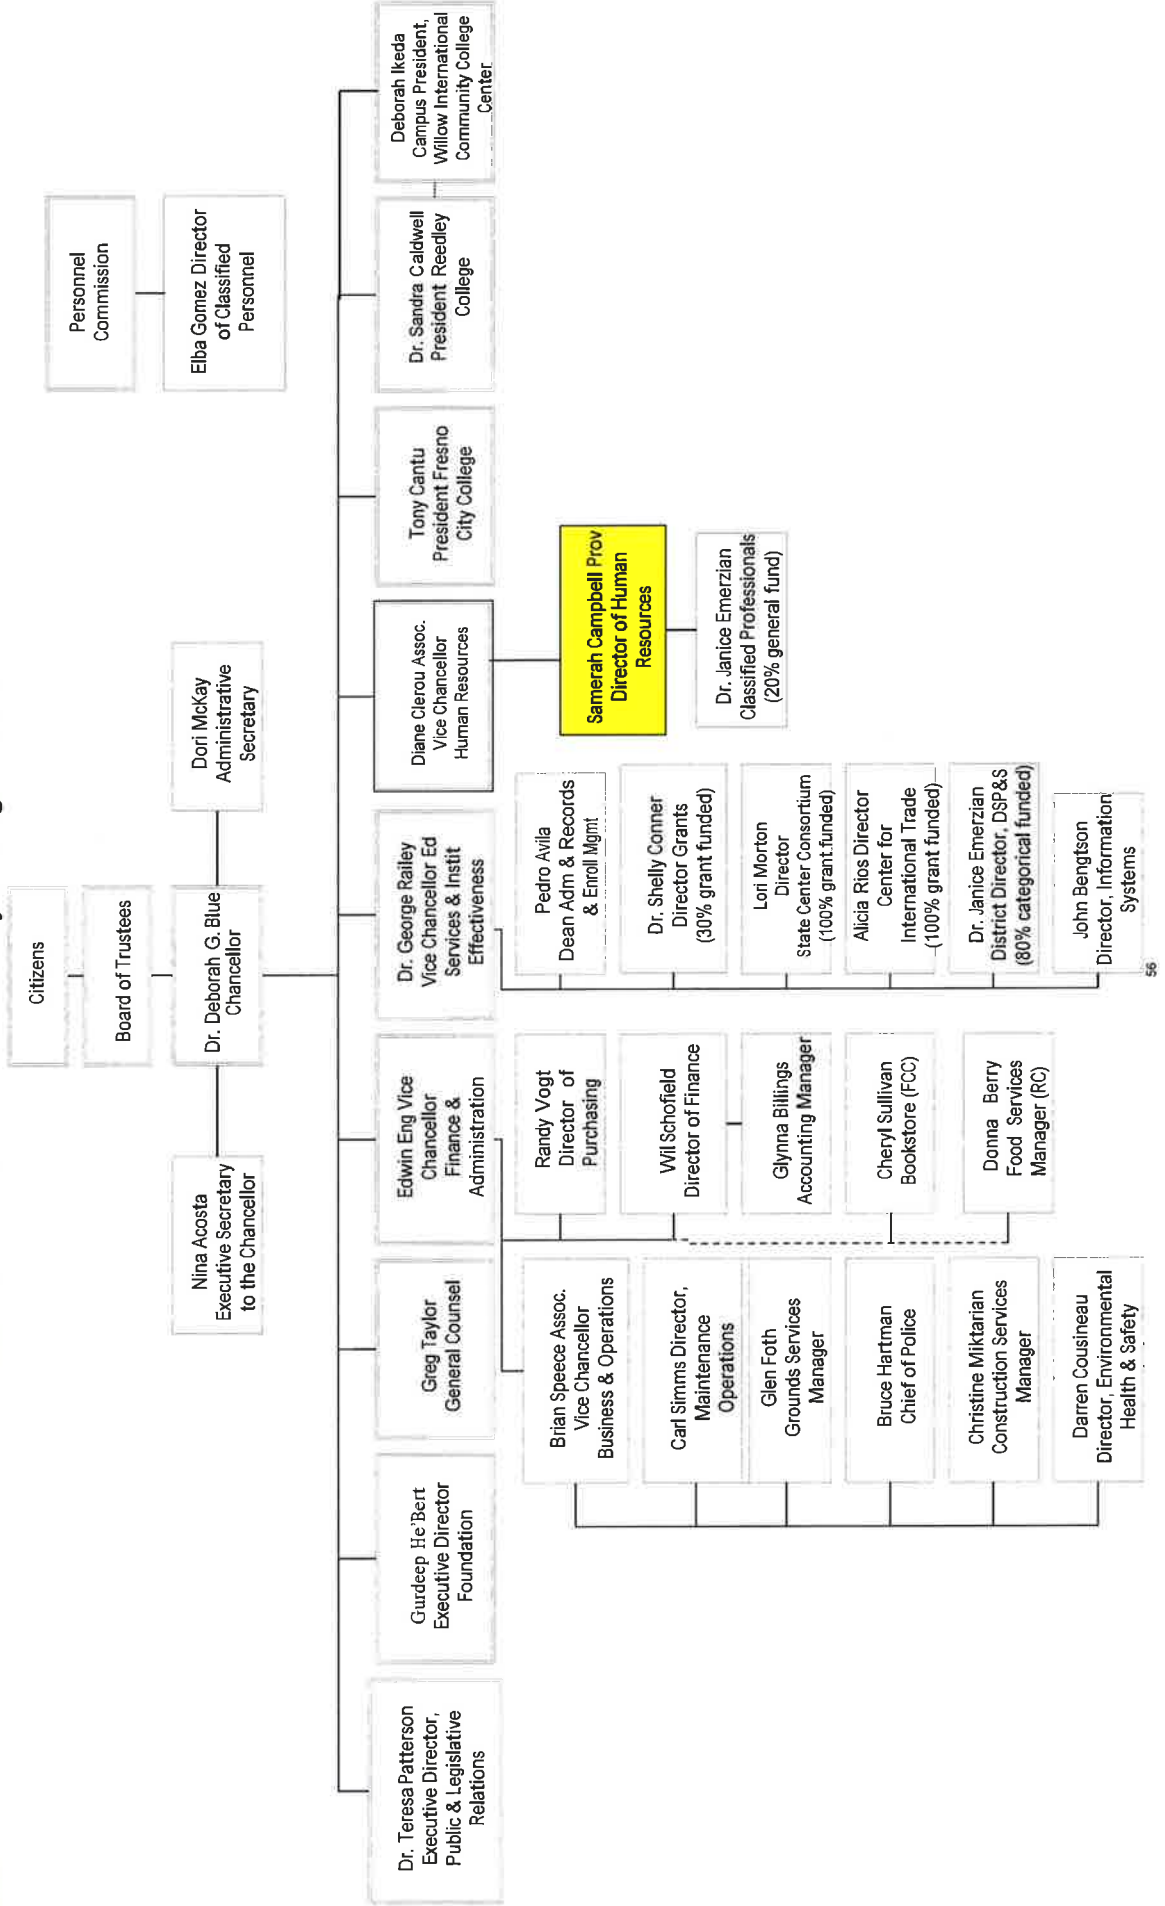 Citizens
Board of Trustees
Nina Acosta
Executive Secretary
to the Chancellor
Dr. Deborah G. Blue
Chancellor
Dori McKay
Administrative
Secretary
Personnel
Commission
Elba Gomez Director
of Classified
Personnel
Dr. Teresa Patterson
Executive Director,
Public & Legislative
Relations
Gurdeep He'Bert
Executive Director
Foundation
Greg Taylor
General Counsel
Edwin Eng Vice
Chancellor
Finance &
Administration
Dr. George Railey
Vice Chancellor Ed
Services & Instit
Effectiveness
Diane Clerou Assoc.
Vice Chancellor
Human Resources
Tony Cantu
President Fresno
City College
Dr. Sandra Caldwell
President Reedley
College
Deborah Ikeda
Campus President,
Willow International
Community College
Center
Brian Speece Assoc.
Vice Chancellor
Business & Operations
Carl Simms Director,
Maintenance
Operations
Glen Foth
Grounds Services
Manager
Bruce Hartman
Chief of Police
Christine Miktarian
Construction Services
Manager
Darren Cousineau
Director, Environmental
Health & Safety
Randy Vogt
Director of
Purchasing
Wil Schofield
Director of Finance
Glynna Billings
Accounting Manager
Cheryl Sullivan
Bookstore (FCC)
Donna Berry
Food Services
Manager (RC)
Pedro Avila
Dean Adm & Records
& Enroll Mgmt
Dr. Shelly Conner
Director Grants
(30% grant funded)
Lori Morton
Director
State Center Consortium
(100% grant.funded)
Alicia Rios Director
Center for
International Trade
(100% grant funded)
Dr. Janice Emerzian
District Director, DSP&S
(80% categorical funded)
John Bengtson
Director, Information
Systems
Samerah Campbell Prov
Director of Human
Resources
Dr. Janice Emerzian
Classified Professionals
(20% general fund)
56